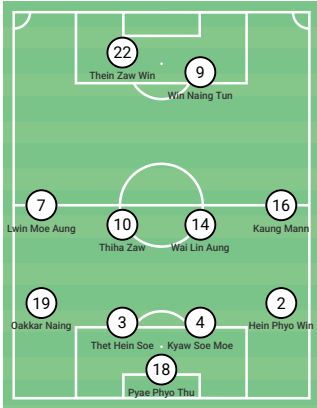 22
Thein Zaw Win
9
Win Naing Tun
7
Lwin Moe Aung
10
Thiha Zaw
14
Wai Lin Aung
16
Kaung Mann
19
Oakkar Naing
3
Thet Hein Soe
4
Kyaw Soe Moe
2
Hein Phyo Win
18
Pyae Phyo Thu